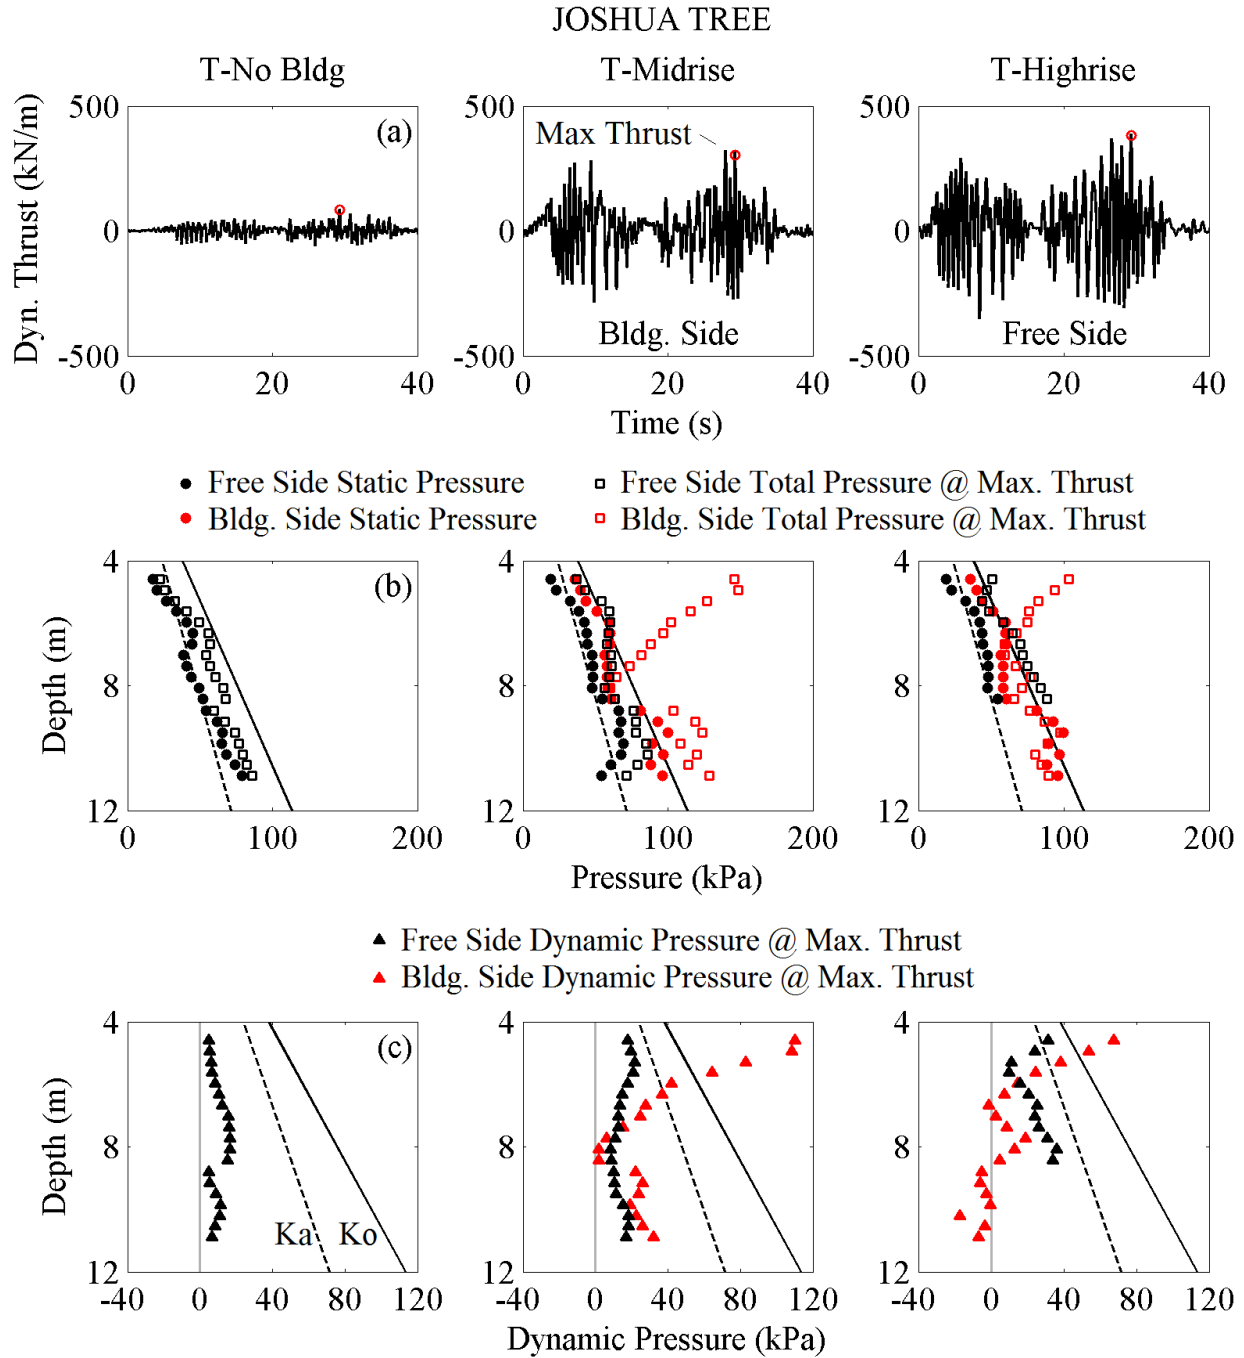 JOSHUA TREE
T-No Bldg T-Midrise T-Highrise
Dyn. Thrust (kN/m)
500 500 500
(a) Max Thrust
0 0 0
Bldg. Side Free Side
-500 -500 -500
0 20 40 0 20 40 0 20 40
Time (s)
Free Side Static Pressure Free Side Total Pressure @ Max. Thrust
Bldg. Side Static Pressure Bldg. Side Total Pressure @ Max. Thrust
Depth (m)
4 4 4
(b)
8 8 8
12 12 12
0 100 200 0 100 200 0 100 200
Pressure (kPa)
Free Side Dynamic Pressure @ Max. Thrust
Bldg. Side Dynamic Pressure @ Max. Thrust
Depth (m)
4 4 4
(c)
8 8 8
Ka Ko
12 12 12
-40 0 40 80 120 -40 0 40 80 120 -40 0 40 80 120
Dynamic Pressure (kPa)